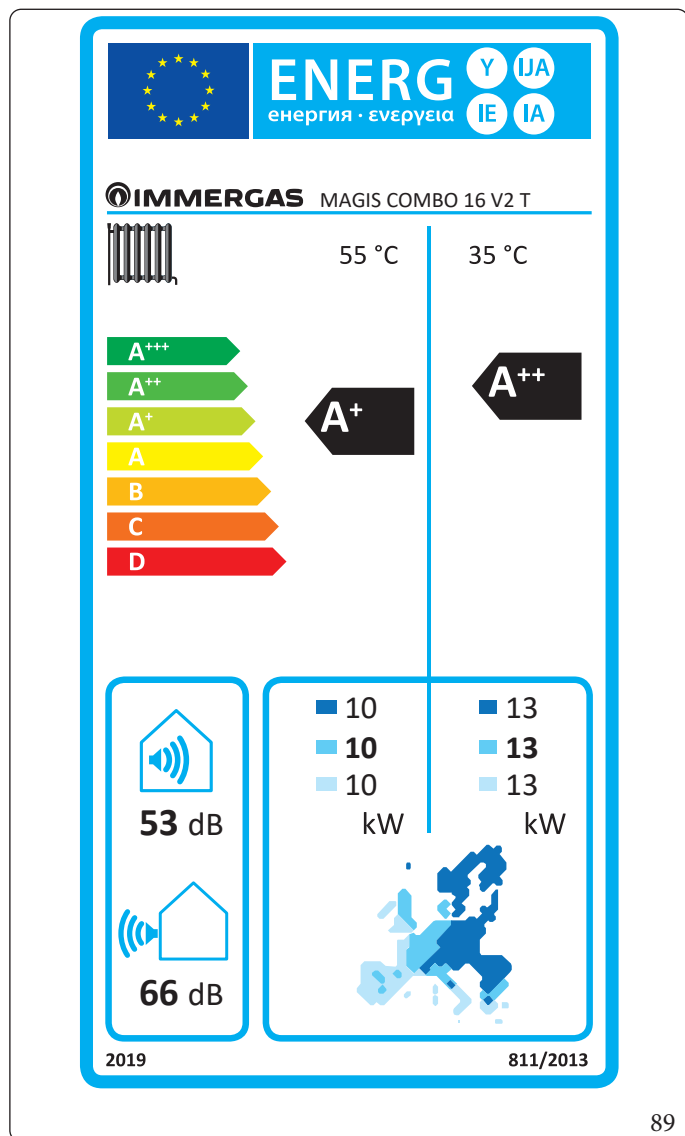 ENERG Y IJA
енергия · ενεργεια IE IA
IMMERGAS MAGIS COMBO 16 V2 T
55 °C 35 °C
A+++
A++
A+
A
B
C
D
A+
A++
10 13
10 13
10 13
kW kW
53 dB
66 dB
2019 811/2013
89